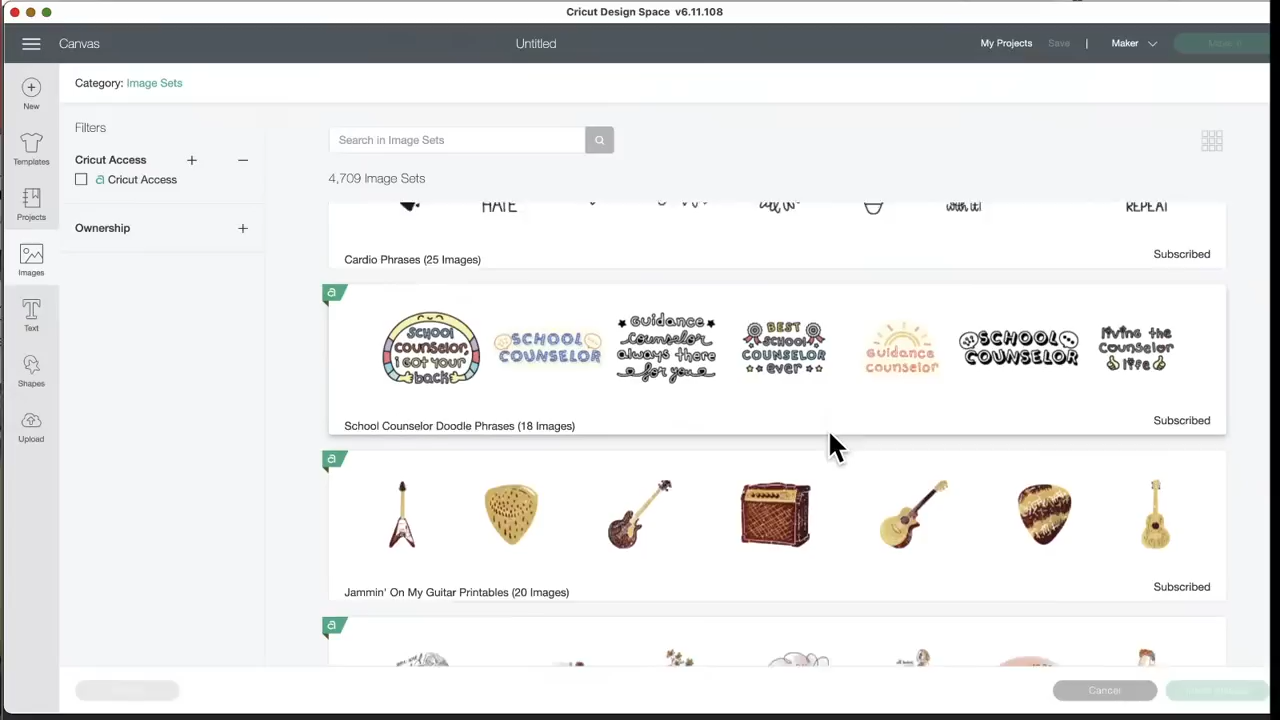 Cricut Design Space v6.11.108
Canvas
Untitled
My Projects
Save
|
Maker
New
Templates
Projects
Images
Text
Shapes
Upload
Category: Image Sets
Filters
Cricut Access + −
a Cricut Access
Ownership +
Search in Image Sets
4,709 Image Sets
HATE
with it!
REPEAT
Cardio Phrases (25 Images)
Subscribed
a
SCHOOL COUNSELOR, I GOT YOUR back
SCHOOL COUNSELOR
GUIDANCE counselor always there for you
BEST SCHOOL COUNSELOR ever
Guidance counselor
SCHOOL COUNSELOR
living the Counselor life
School Counselor Doodle Phrases (18 Images)
Subscribed
a
Jammin' On My Guitar Printables (20 Images)
Subscribed
a
Cancel